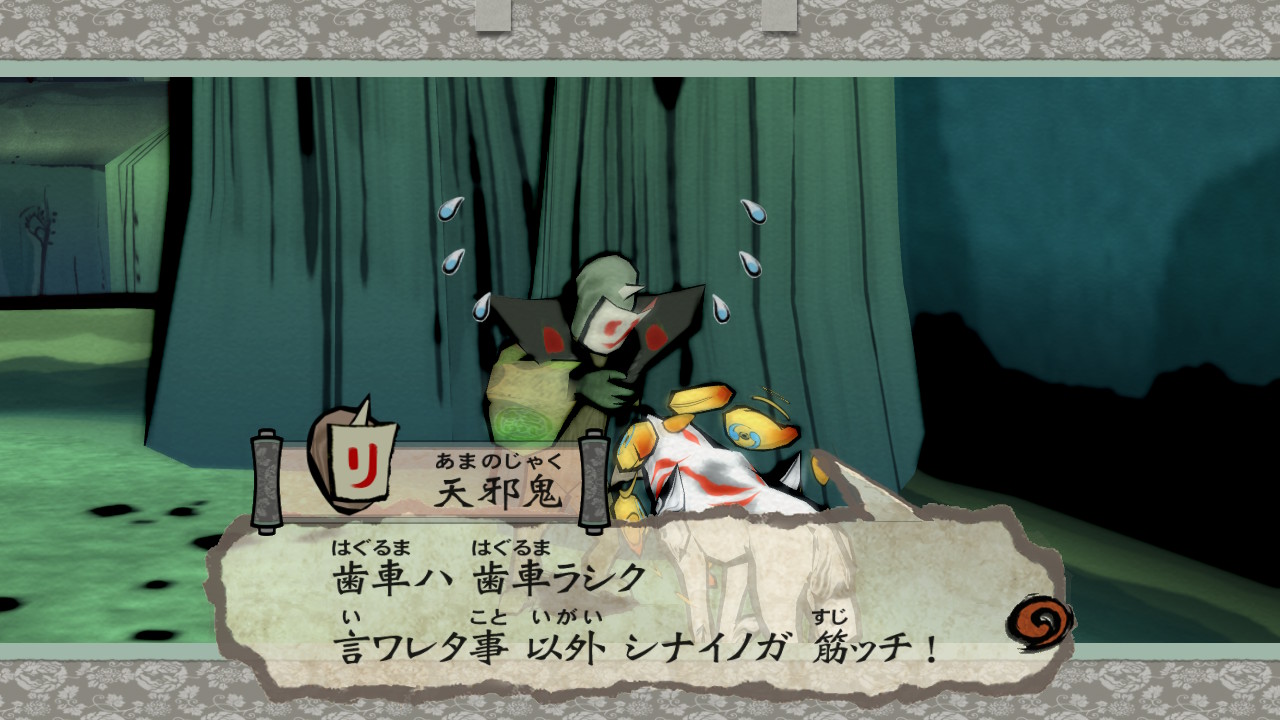 リ
あまのじゃく
天邪鬼
はぐるま はぐるま
歯車ハ 歯車ラシク
い こと いがい すじ
言ワレタ事 以外 シナイノガ 筋ッチ！